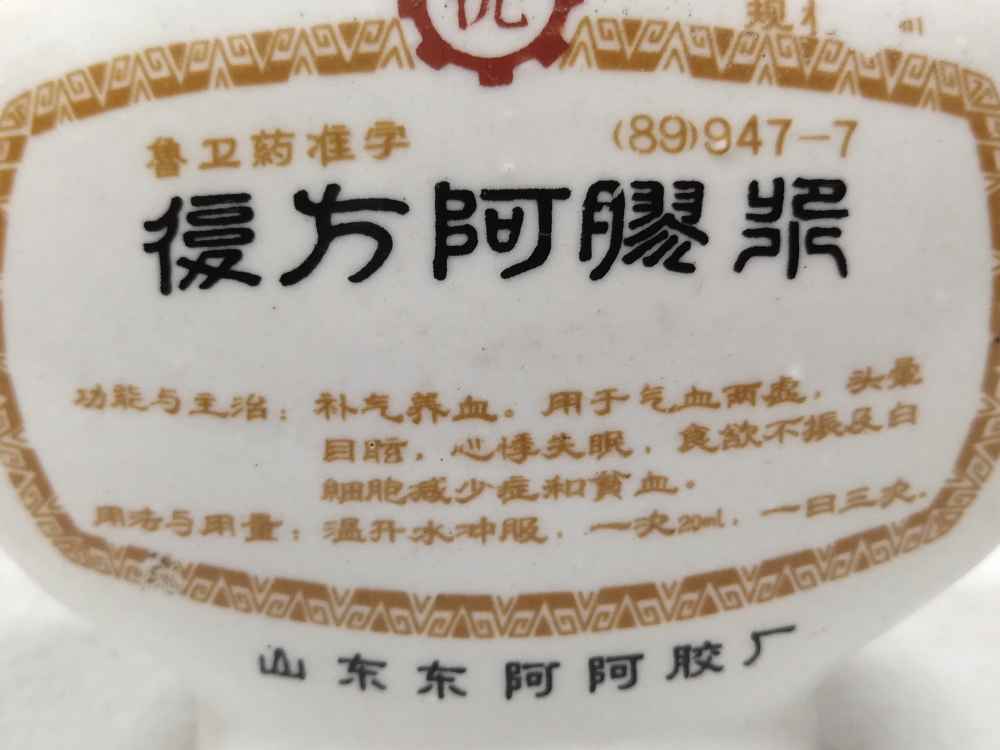 优
ml
鲁卫药准字 (89)947-7
復方阿膠漿
功能与主治:补气养血。用于气血两虚,头晕
目眩,心悸失眠,食欲不振及白
細胞减少症和貧血。
用法与用量:温开水冲服,一次20ml,一日三次.
山东东阿阿胶厂